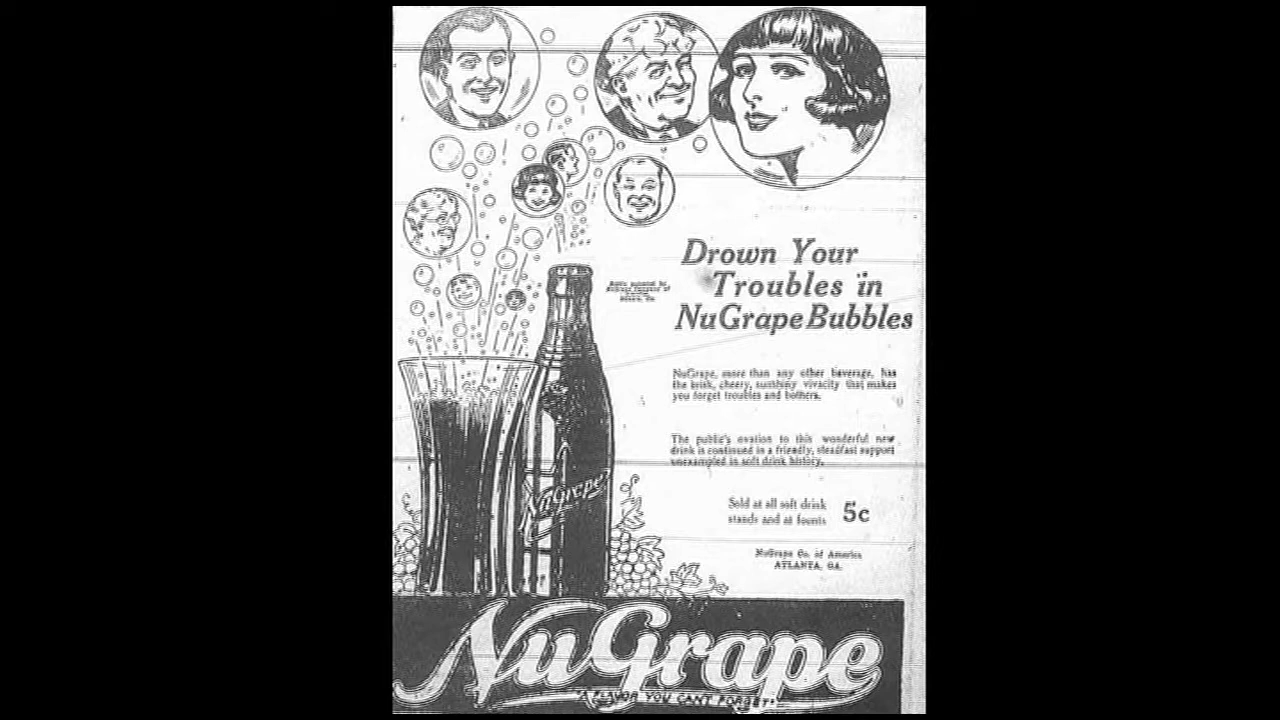 Drown Your
Troubles in
NuGrape Bubbles
NuGrape, more than any other beverage, has
the brisk, cheery, sunshiny vivacity that makes
you forget troubles and bothers.
The public's ovation to this wonderful new
drink is continued in a friendly, steadfast support
unexampled in soft drink history.
Sold at all soft drink
stands and at founts
5c
NuGrape Co. of America
ATLANTA, GA.
NuGrape
NuGrape
"A FLAVOR YOU CAN'T FORGET"